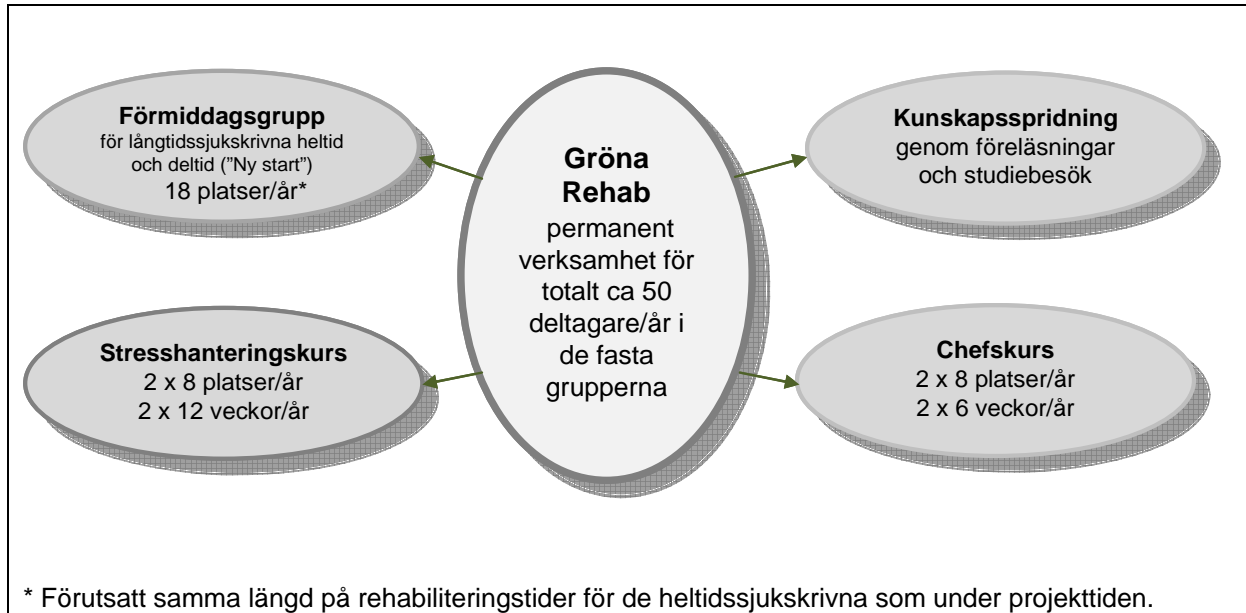 Förmiddagsgrupp
för långtidssjukskrivna heltid
och deltid (”Ny start”)
18 platser/år*
Gröna
Rehab
permanent
verksamhet för
totalt ca 50
deltagare/år i
de fasta
grupperna
Kunskapsspridning
genom föreläsningar
och studiebesök
Stresshanteringskurs
2 x 8 platser/år
2 x 12 veckor/år
Chefskurs
2 x 8 platser/år
2 x 6 veckor/år
* Förutsatt samma längd på rehabiliteringstider för de heltidssjukskrivna som under projekttiden.